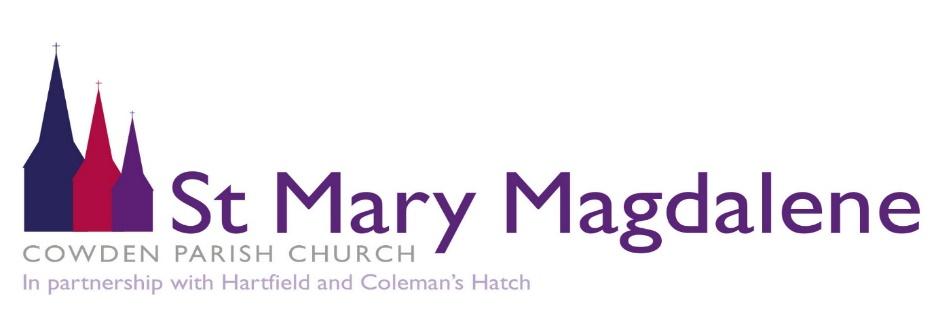 St Mary Magdalene
COWDEN PARISH CHURCH
In partnership with Hartfield and Coleman's Hatch